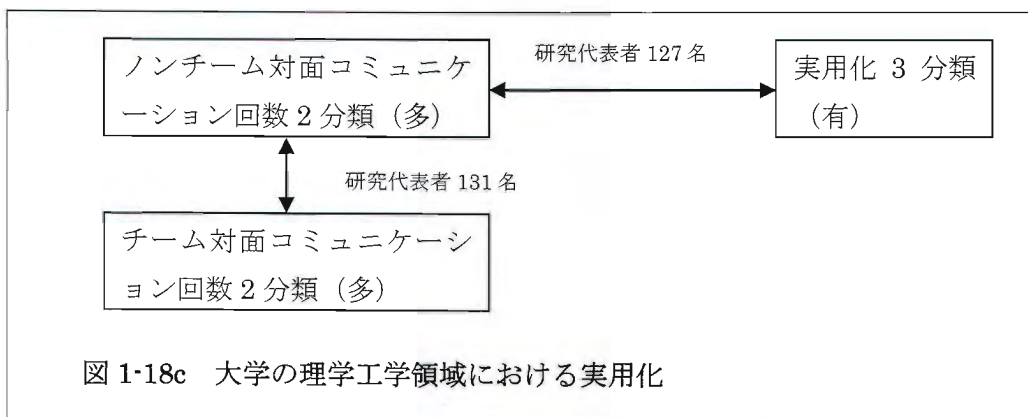 ノンチーム対面コミュニケ
ーション回数2分類（多）
研究代表者 127 名
実用化 3 分類
（有）
研究代表者 131 名
チーム対面コミュニケーシ
ョン回数2分類（多）
図 1-18c 大学の理学工学領域における実用化